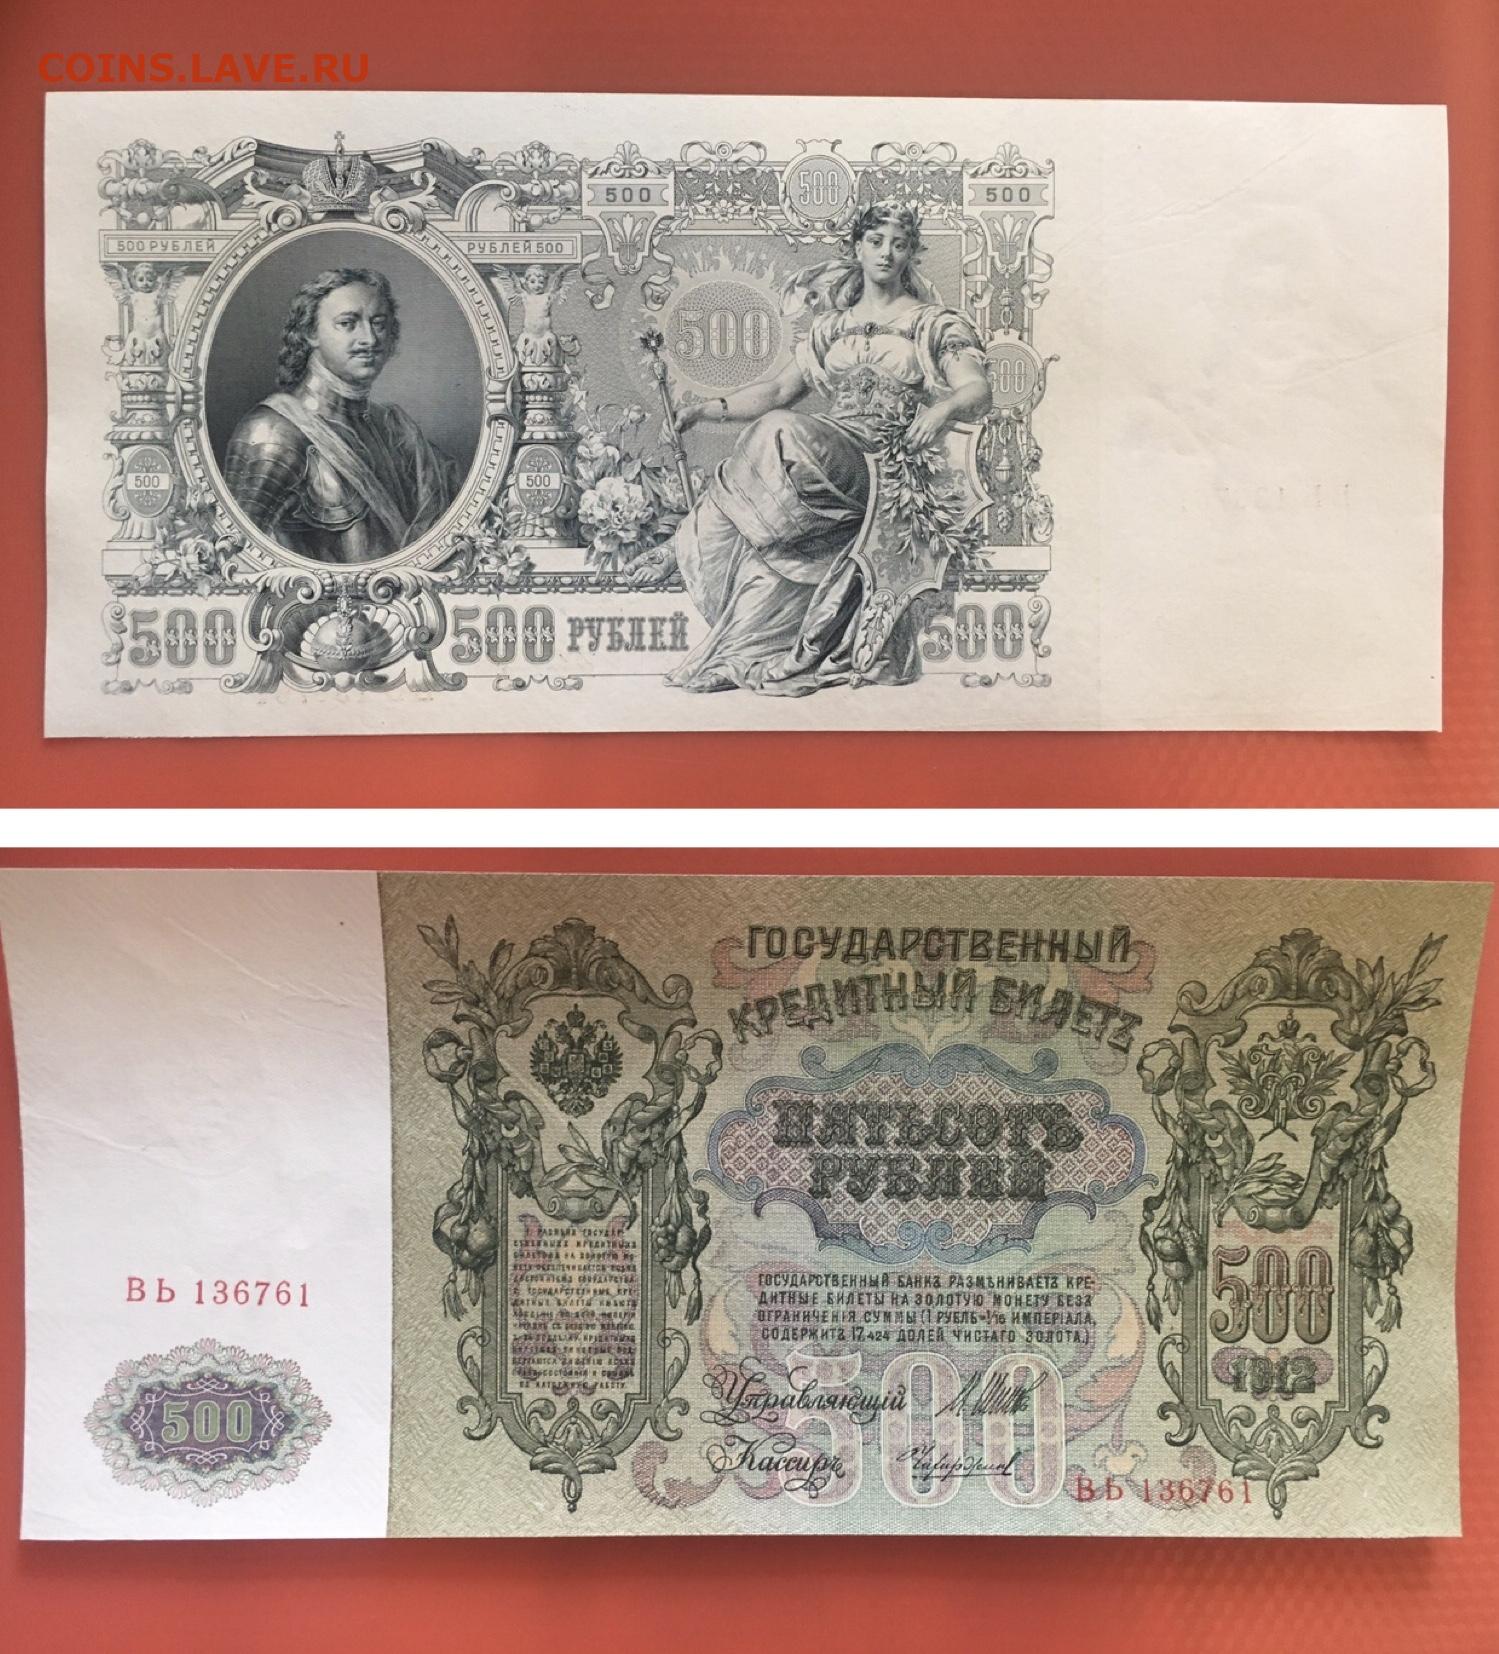 COINS.LAVE.RU
500
500
500
500 РУБЛЕЙ
РУБЛЕЙ 500
500
500
500
500
500
500
РУБЛЕЙ
500
ГОСУДАРСТВЕННЫЙ
КРЕДИТНЫЙ БИЛЕТЪ
ПЯТЬСОТЪ
РУБЛЕЙ
ГОСУДАРСТВЕННЫЙ БАНКЪ РАЗМѢНИВАЕТЪ КРЕ-
ДИТНЫЕ БИЛЕТЫ НА ЗОЛОТУЮ МОНЕТУ БЕЗЪ
ОГРАНИЧЕНІЯ СУММЫ (1 РУБЛЬ=1/15 ИМПЕРІАЛА,
СОДЕРЖИТЪ 17,424 ДОЛЕЙ ЧИСТАГО ЗОЛОТА.)
ВЬ 136761
500
500
1912
Управляющій
Кассиръ
500
ВЬ 136761